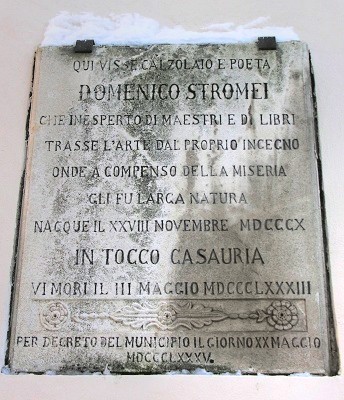 QUI VISSE CALZOLAIO E POETA
DOMENICO STROMEI
CHE INESPERTO DI MAESTRI E DI LIBRI
TRASSE L'ARTE DAL PROPRIO INGEGNO
ONDE A COMPENSO DELLA MISERIA
GLI FU LARGA NATURA
NACQUE IL XXVIII NOVEMBRE MDCCCX
IN TOCCO CASAURIA
VI MORÌ IL III MAGGIO MDCCCLXXXIII
PER DECRETO DEL MUNICIPIO IL GIORNO XX MAGGIO
MDCCCLXXXV.